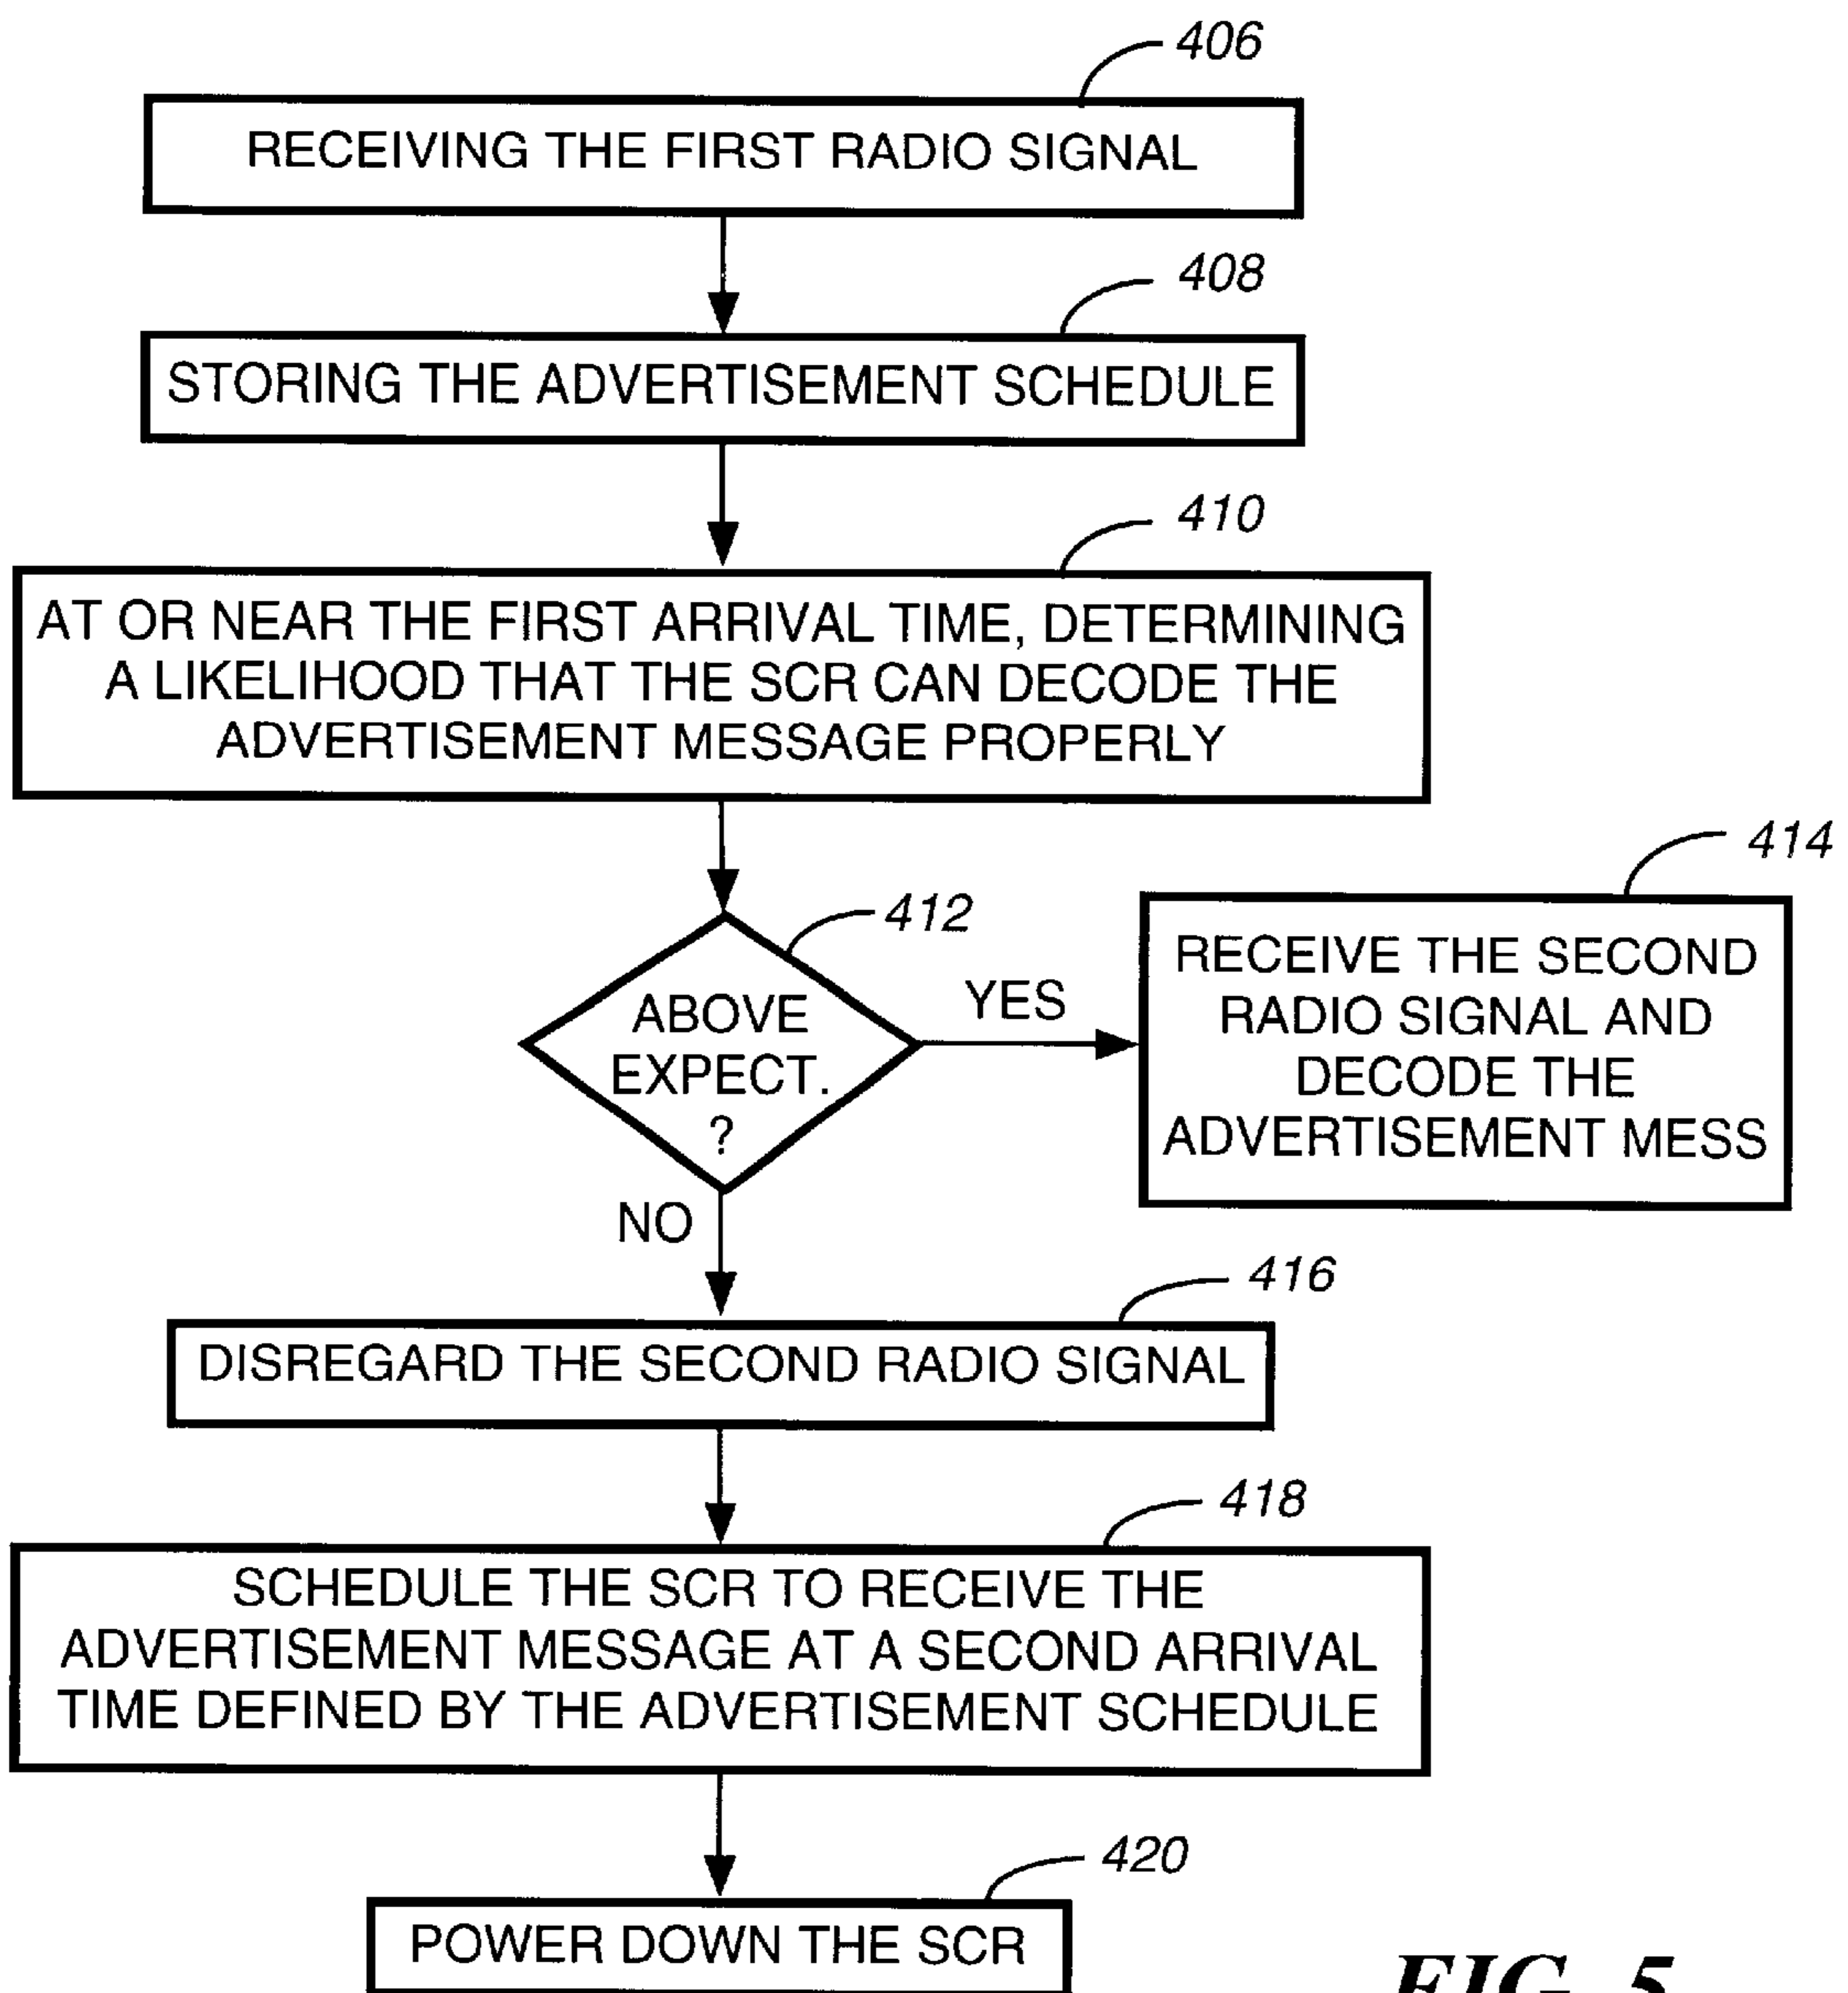 406
RECEIVING THE FIRST RADIO SIGNAL
408
STORING THE ADVERTISEMENT SCHEDULE
410
AT OR NEAR THE FIRST ARRIVAL TIME, DETERMINING
A LIKELIHOOD THAT THE SCR CAN DECODE THE
ADVERTISEMENT MESSAGE PROPERLY
412
ABOVE
EXPECT.
?
YES
414
RECEIVE THE SECOND
RADIO SIGNAL AND
DECODE THE
ADVERTISEMENT MESS
NO
416
DISREGARD THE SECOND RADIO SIGNAL
418
SCHEDULE THE SCR TO RECEIVE THE
ADVERTISEMENT MESSAGE AT A SECOND ARRIVAL
TIME DEFINED BY THE ADVERTISEMENT SCHEDULE
420
POWER DOWN THE SCR
FIG. 5